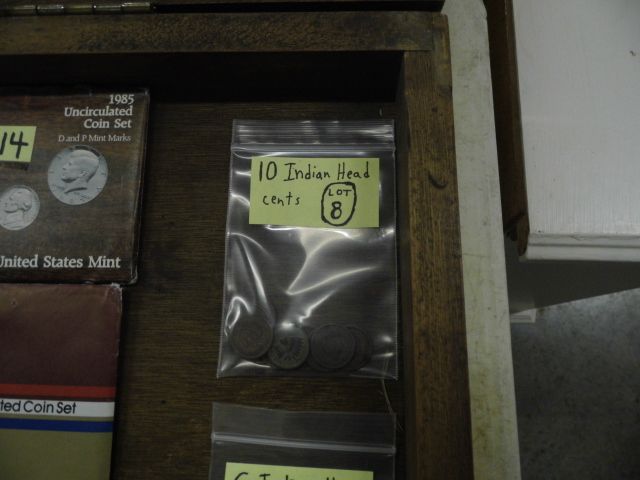 1985
Uncirculated
Coin Set
D and P Mint Marks
14
United States Mint
10 Indian Head
cents
LOT
8
ted Coin Set